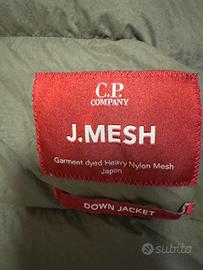 C.P.
COMPANY
J.MESH
Garment dyed Heavy Nylon Mesh
Japan
DOWN JACKET
subito